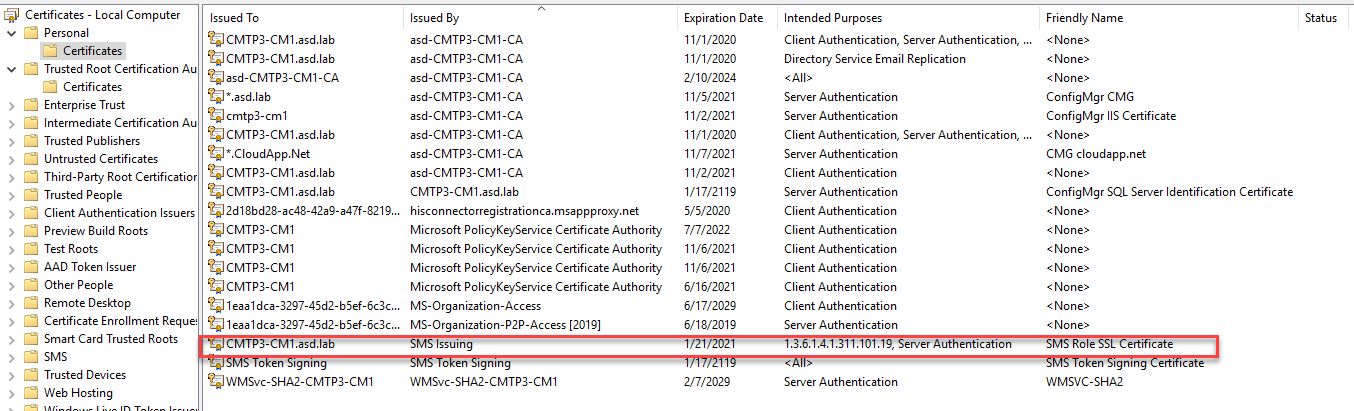 Certificates - Local Computer
Personal
Certificates
Trusted Root Certification Au
Certificates
Enterprise Trust
Intermediate Certification Au
Trusted Publishers
Untrusted Certificates
Third-Party Root Certification
Trusted People
Client Authentication Issuers
Preview Build Roots
Test Roots
AAD Token Issuer
Other People
Remote Desktop
Certificate Enrollment Reque
Smart Card Trusted Roots
SMS
Trusted Devices
Web Hosting
Windows Live ID Token Issue
Issued To Issued By Expiration Date Intended Purposes Friendly Name Status
CMTP3-CM1.asd.lab asd-CMTP3-CM1-CA 11/1/2020 Client Authentication, Server Authentication, ... <None>
CMTP3-CM1.asd.lab asd-CMTP3-CM1-CA 11/1/2020 Directory Service Email Replication <None>
asd-CMTP3-CM1-CA asd-CMTP3-CM1-CA 2/10/2024 <All> <None>
*.asd.lab asd-CMTP3-CM1-CA 11/5/2021 Server Authentication ConfigMgr CMG
cmtp3-cm1 asd-CMTP3-CM1-CA 11/2/2021 Server Authentication ConfigMgr IIS Certificate
CMTP3-CM1.asd.lab asd-CMTP3-CM1-CA 11/1/2020 Client Authentication, Server Authentication, ... <None>
*.CloudApp.Net asd-CMTP3-CM1-CA 11/7/2021 Server Authentication CMG cloudapp.net
CMTP3-CM1.asd.lab asd-CMTP3-CM1-CA 11/2/2021 Client Authentication <None>
CMTP3-CM1.asd.lab CMTP3-CM1.asd.lab 1/17/2119 Server Authentication ConfigMgr SQL Server Identification Certificate
2d18bd28-ac48-42a9-a47f-8219... hisconnectorregistrationca.msappproxy.net 5/5/2020 Client Authentication <None>
CMTP3-CM1 Microsoft PolicyKeyService Certificate Authority 7/7/2022 Client Authentication <None>
CMTP3-CM1 Microsoft PolicyKeyService Certificate Authority 11/6/2021 Client Authentication <None>
CMTP3-CM1 Microsoft PolicyKeyService Certificate Authority 11/6/2021 Client Authentication <None>
CMTP3-CM1 Microsoft PolicyKeyService Certificate Authority 6/16/2021 Client Authentication <None>
1eaa1dca-3297-45d2-b5ef-6c3c... MS-Organization-Access 6/17/2029 Client Authentication <None>
1eaa1dca-3297-45d2-b5ef-6c3c... MS-Organization-P2P-Access [2019] 6/18/2019 Server Authentication <None>
CMTP3-CM1.asd.lab SMS Issuing 1/21/2021 1.3.6.1.4.1.311.101.19, Server Authentication SMS Role SSL Certificate
SMS Token Signing SMS Token Signing 1/17/2119 <All> SMS Token Signing Certificate
WMSvc-SHA2-CMTP3-CM1 WMSvc-SHA2-CMTP3-CM1 2/7/2029 Server Authentication WMSVC-SHA2